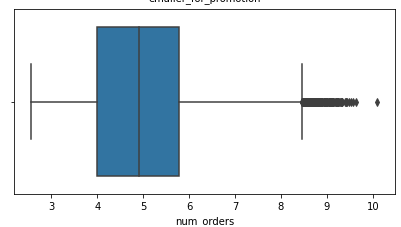 emailer_for_promotion
3 4 5 6 7 8 9 10
num_orders